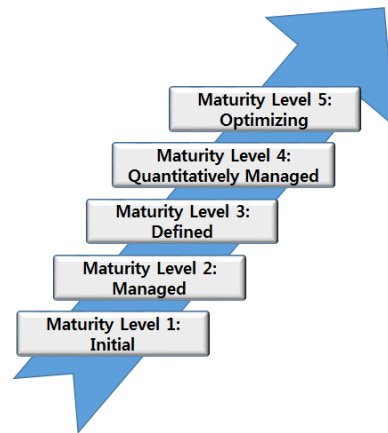 Maturity Level 5:
Optimizing
Maturity Level 4:
Quantitatively Managed
Maturity Level 3:
Defined
Maturity Level 2:
Managed
Maturity Level 1:
Initial